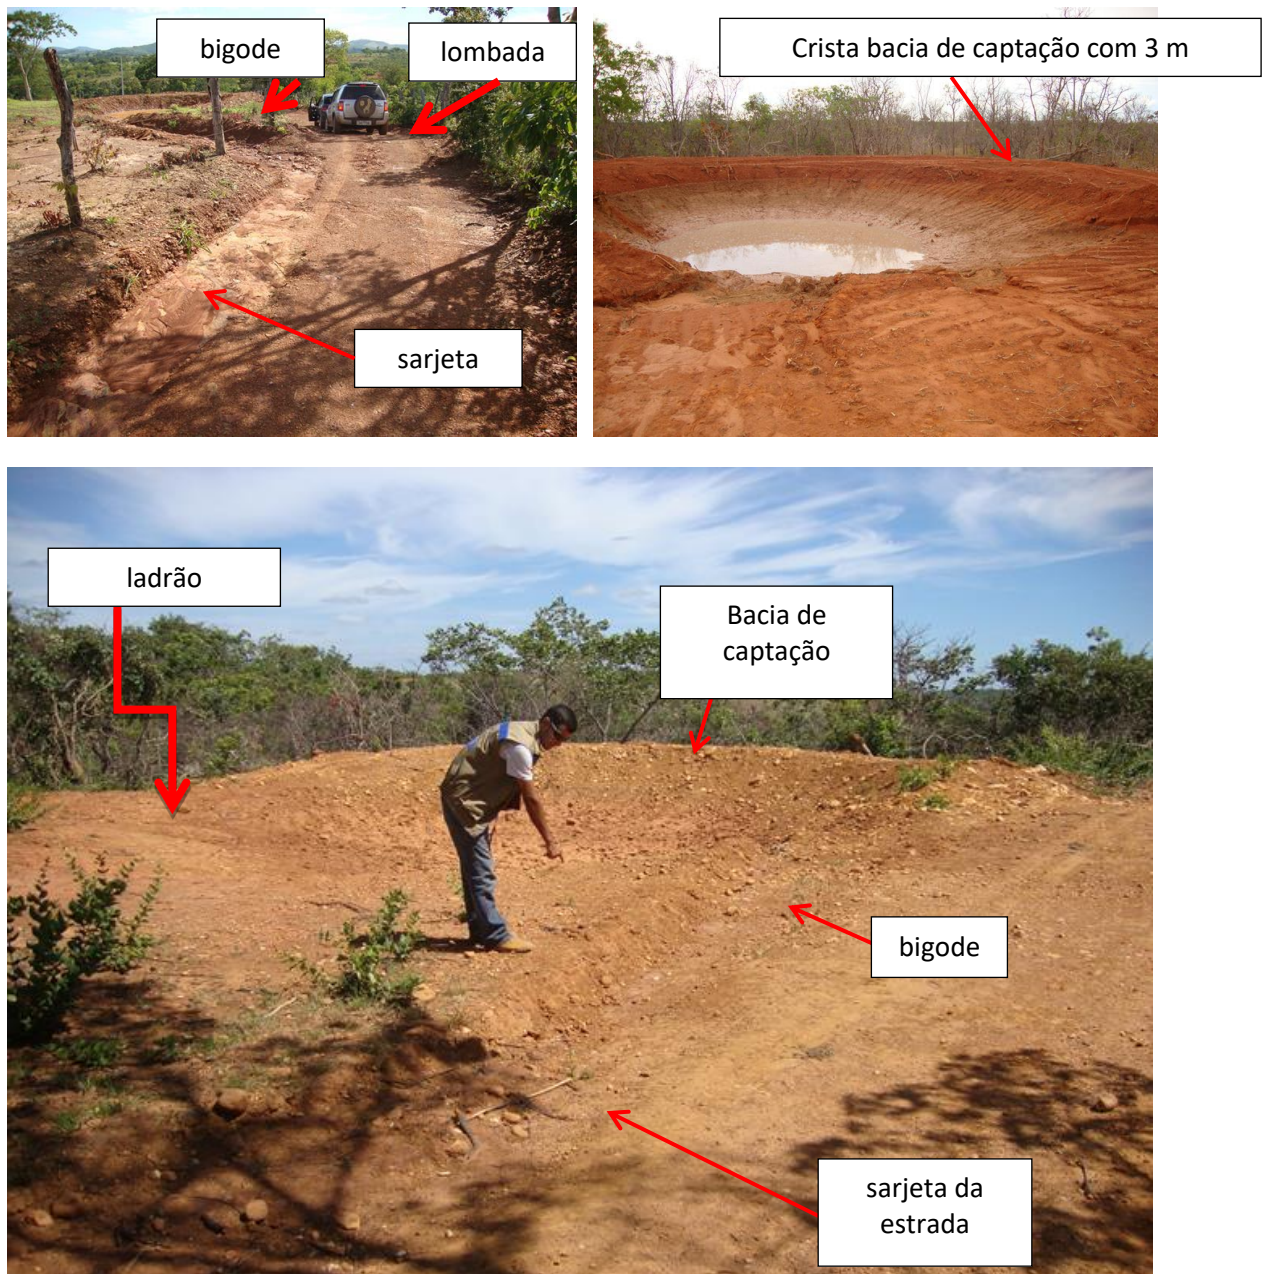 bigode
lombada
Crista bacia de captação com 3 m
sarjeta
ladrão
Bacia de
captação
bigode
sarjeta da
estrada